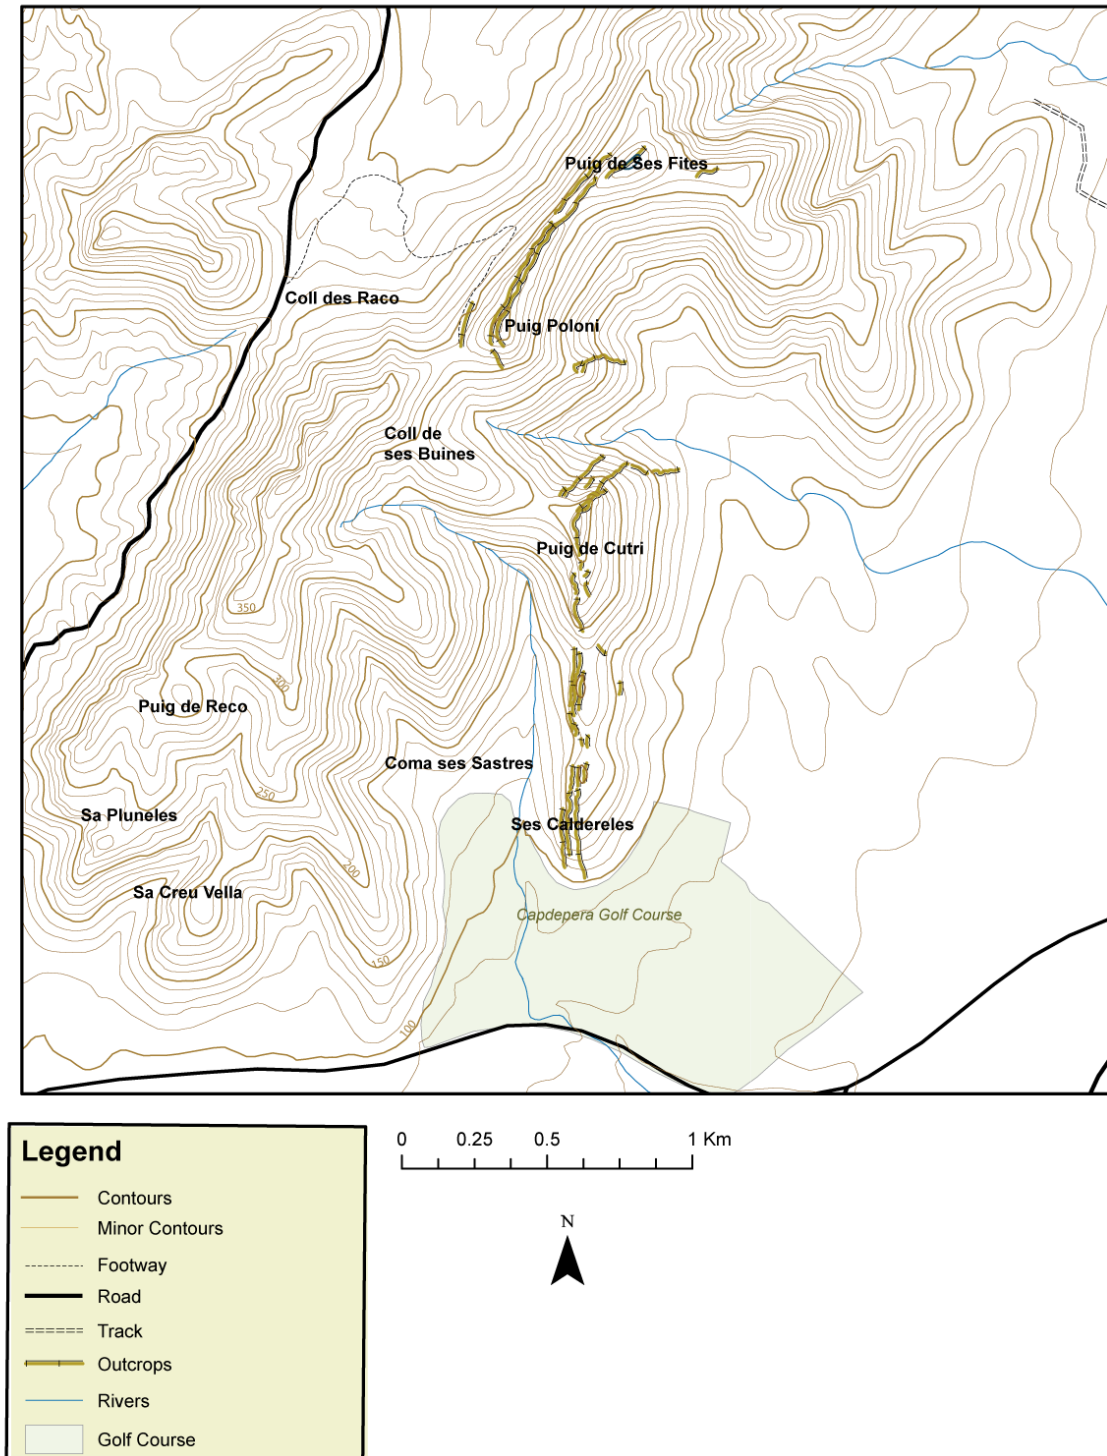 Puig de Ses Fites
Coll des Raco
Puig Poloni
Coll de
ses Buines
Puig de Cutri
350
300
Puig de Reco
Coma ses Sastres
250
Sa Pluneles
Ses Caldereles
200
Sa Creu Vella
Capdepera Golf Course
150
100
Legend
Contours
Minor Contours
Footway
Road
Track
Outcrops
Rivers
Golf Course
0 0.25 0.5 1 Km
N